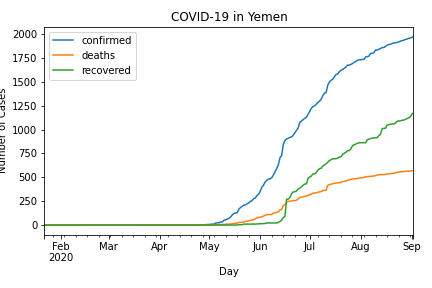 COVID-19 in Yemen
confirmed
deaths
recovered
2000
1750
1500
1250
1000
750
500
250
0
Number of Cases
Feb
2020
Mar
Apr
May
Jun
Jul
Aug
Sep
Day